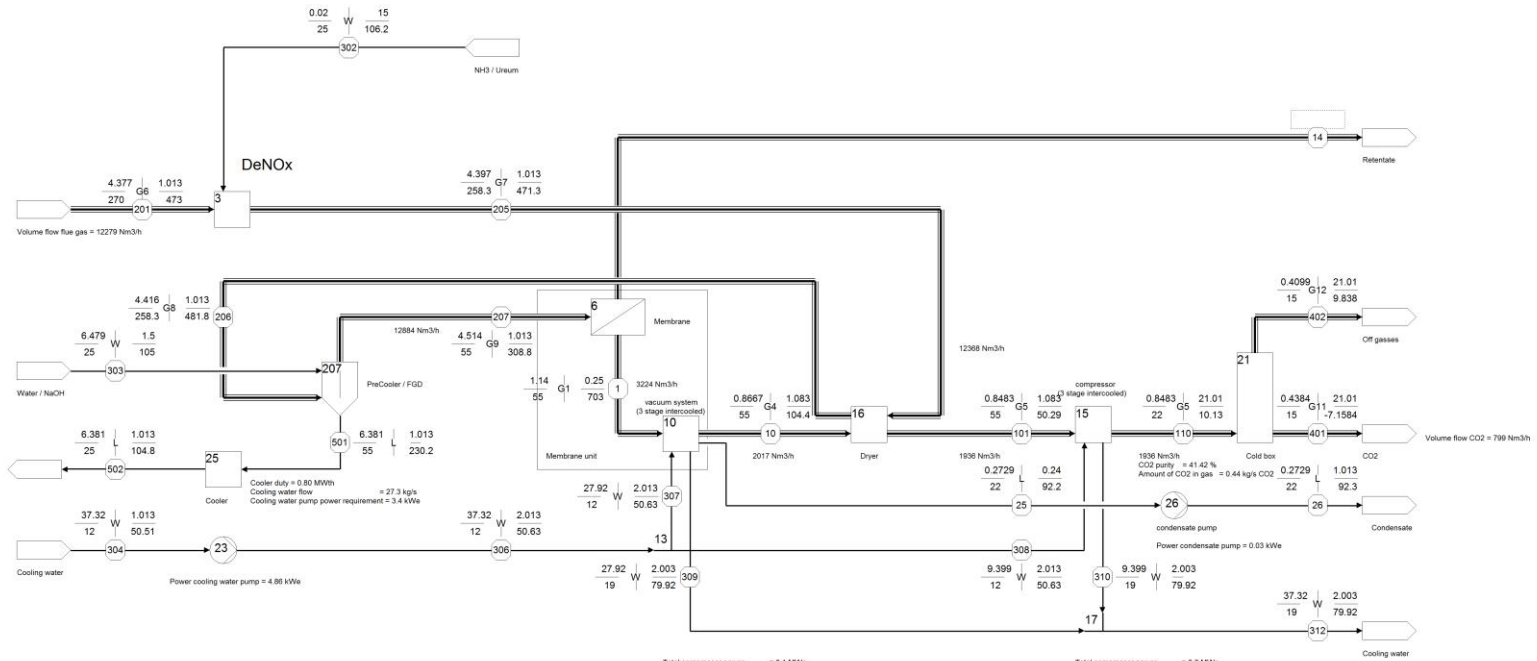 0.02 W 15
25 106.2
302
NH3 / Ureum
14
Retentate
DeNOx
4.377 G6 1.013
270 473
201
3
4.397 G7 1.013
258.3 471.3
205
Volume flow flue gas = 12279 Nm3/h
4.416 G8 1.013
258.3 481.8
206
12884 Nm3/h
207
4.514 G9 1.013
55 308.8
6
Membrane
0.4099 G12 21.01
15 9.838
402
Off gasses
6.479 W 1.5
25 105
303
Water / NaOH
207
PreCooler / FGD
12368 Nm3/h
21
1.14 G1 0.25
55 703
1
3224 Nm3/h
vacuum system
(3 stage intercooled)
10
0.8667 G4 1.083
55 104.4
10
2017 Nm3/h
16
Dryer
0.8483 G5 1.083
55 50.29
101
1936 Nm3/h
compressor
(3 stage intercooled)
15
0.8483 G5 21.01
22 10.13
110
1936 Nm3/h
CO2 purity = 41.42 %
Amount of CO2 in gas = 0.44 kg/s CO2
Cold box
0.4384 G11 21.01
15 -7.1584
401
CO2
Volume flow CO2 = 799 Nm3/h
6.381 L 1.013
25 104.8
502
25
Cooler
501
6.381 L 1.013
55 230.2
Membrane unit
Cooler duty = 0.80 MWth
Cooling water flow = 27.3 kg/s
Cooling water pump power requirement = 3.4 kWe
27.92 W 2.013
12 50.63
307
0.2729 L 0.24
22 92.2
25
26
condensate pump
Power condensate pump = 0.03 kWe
0.2729 L 1.013
22 92.3
26
Condensate
37.32 W 1.013
12 50.51
304
Cooling water
23
Power cooling water pump = 4.86 kWe
37.32 W 2.013
12 50.63
306
13
308
27.92 W 2.003
19 79.92
309
9.399 W 2.013
12 50.63
310
9.399 W 2.003
19 79.92
17
37.32 W 2.003
19 79.92
312
Cooling water